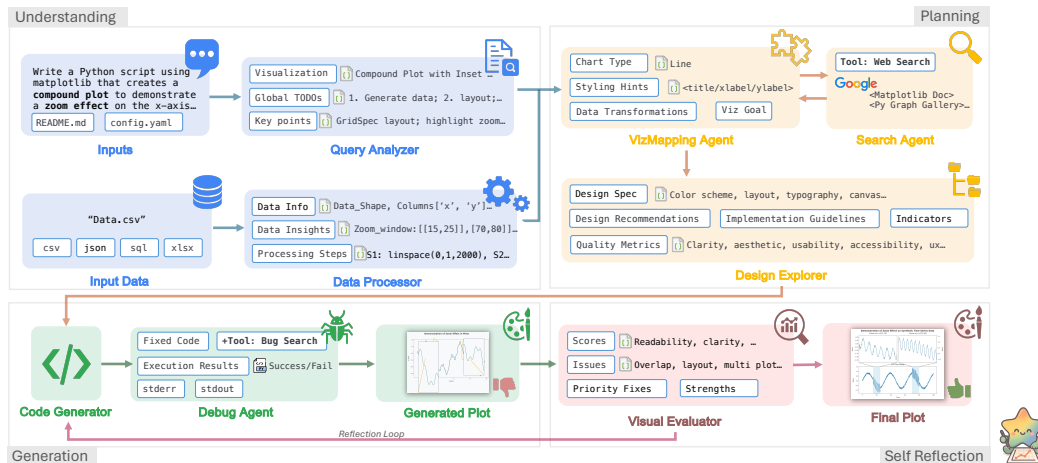 Understanding
Planning
Write a Python script using
matplotlib that creates a
compound plot to demonstrate
a zoom effect on the x-axis…
README.md
config.yaml
Inputs
Visualization
Compound Plot with Inset …
Global TODOs
1. Generate data; 2. layout;…
Key points
GridSpec layout; highlight zoom…
Query Analyzer
Chart Type
Line
Styling Hints
<title/xlabel/ylabel>
Data Transformations
Viz Goal
VizMapping Agent
Tool: Web Search
Google
<Matplotlib Doc>
<Py Graph Gallery>…
Search Agent
“Data.csv”
csv
json
sql
xlsx
Input Data
Data Info
Data_Shape, Columns[‘x’, ‘y’]…
Data Insights
Zoom_window:[[15,25]],[70,80]]…
Processing Steps
S1: linspace(0,1,2000), S2…
Data Processor
Design Spec
Color scheme, layout, typography, canvas…
Design Recommendations
Implementation Guidelines
Indicators
Quality Metrics
Clarity, aesthetic, usability, accessibility, ux…
Design Explorer
Code Generator
Fixed Code
+Tool: Bug Search
Execution Results
Success/Fail
stderr
stdout
Debug Agent
Generated Plot
Scores
Readability, clarity, …
Issues
Overlap, layout, multi plot…
Priority Fixes
Strengths
Visual Evaluator
Final Plot
Reflection Loop
Generation
Self Reflection